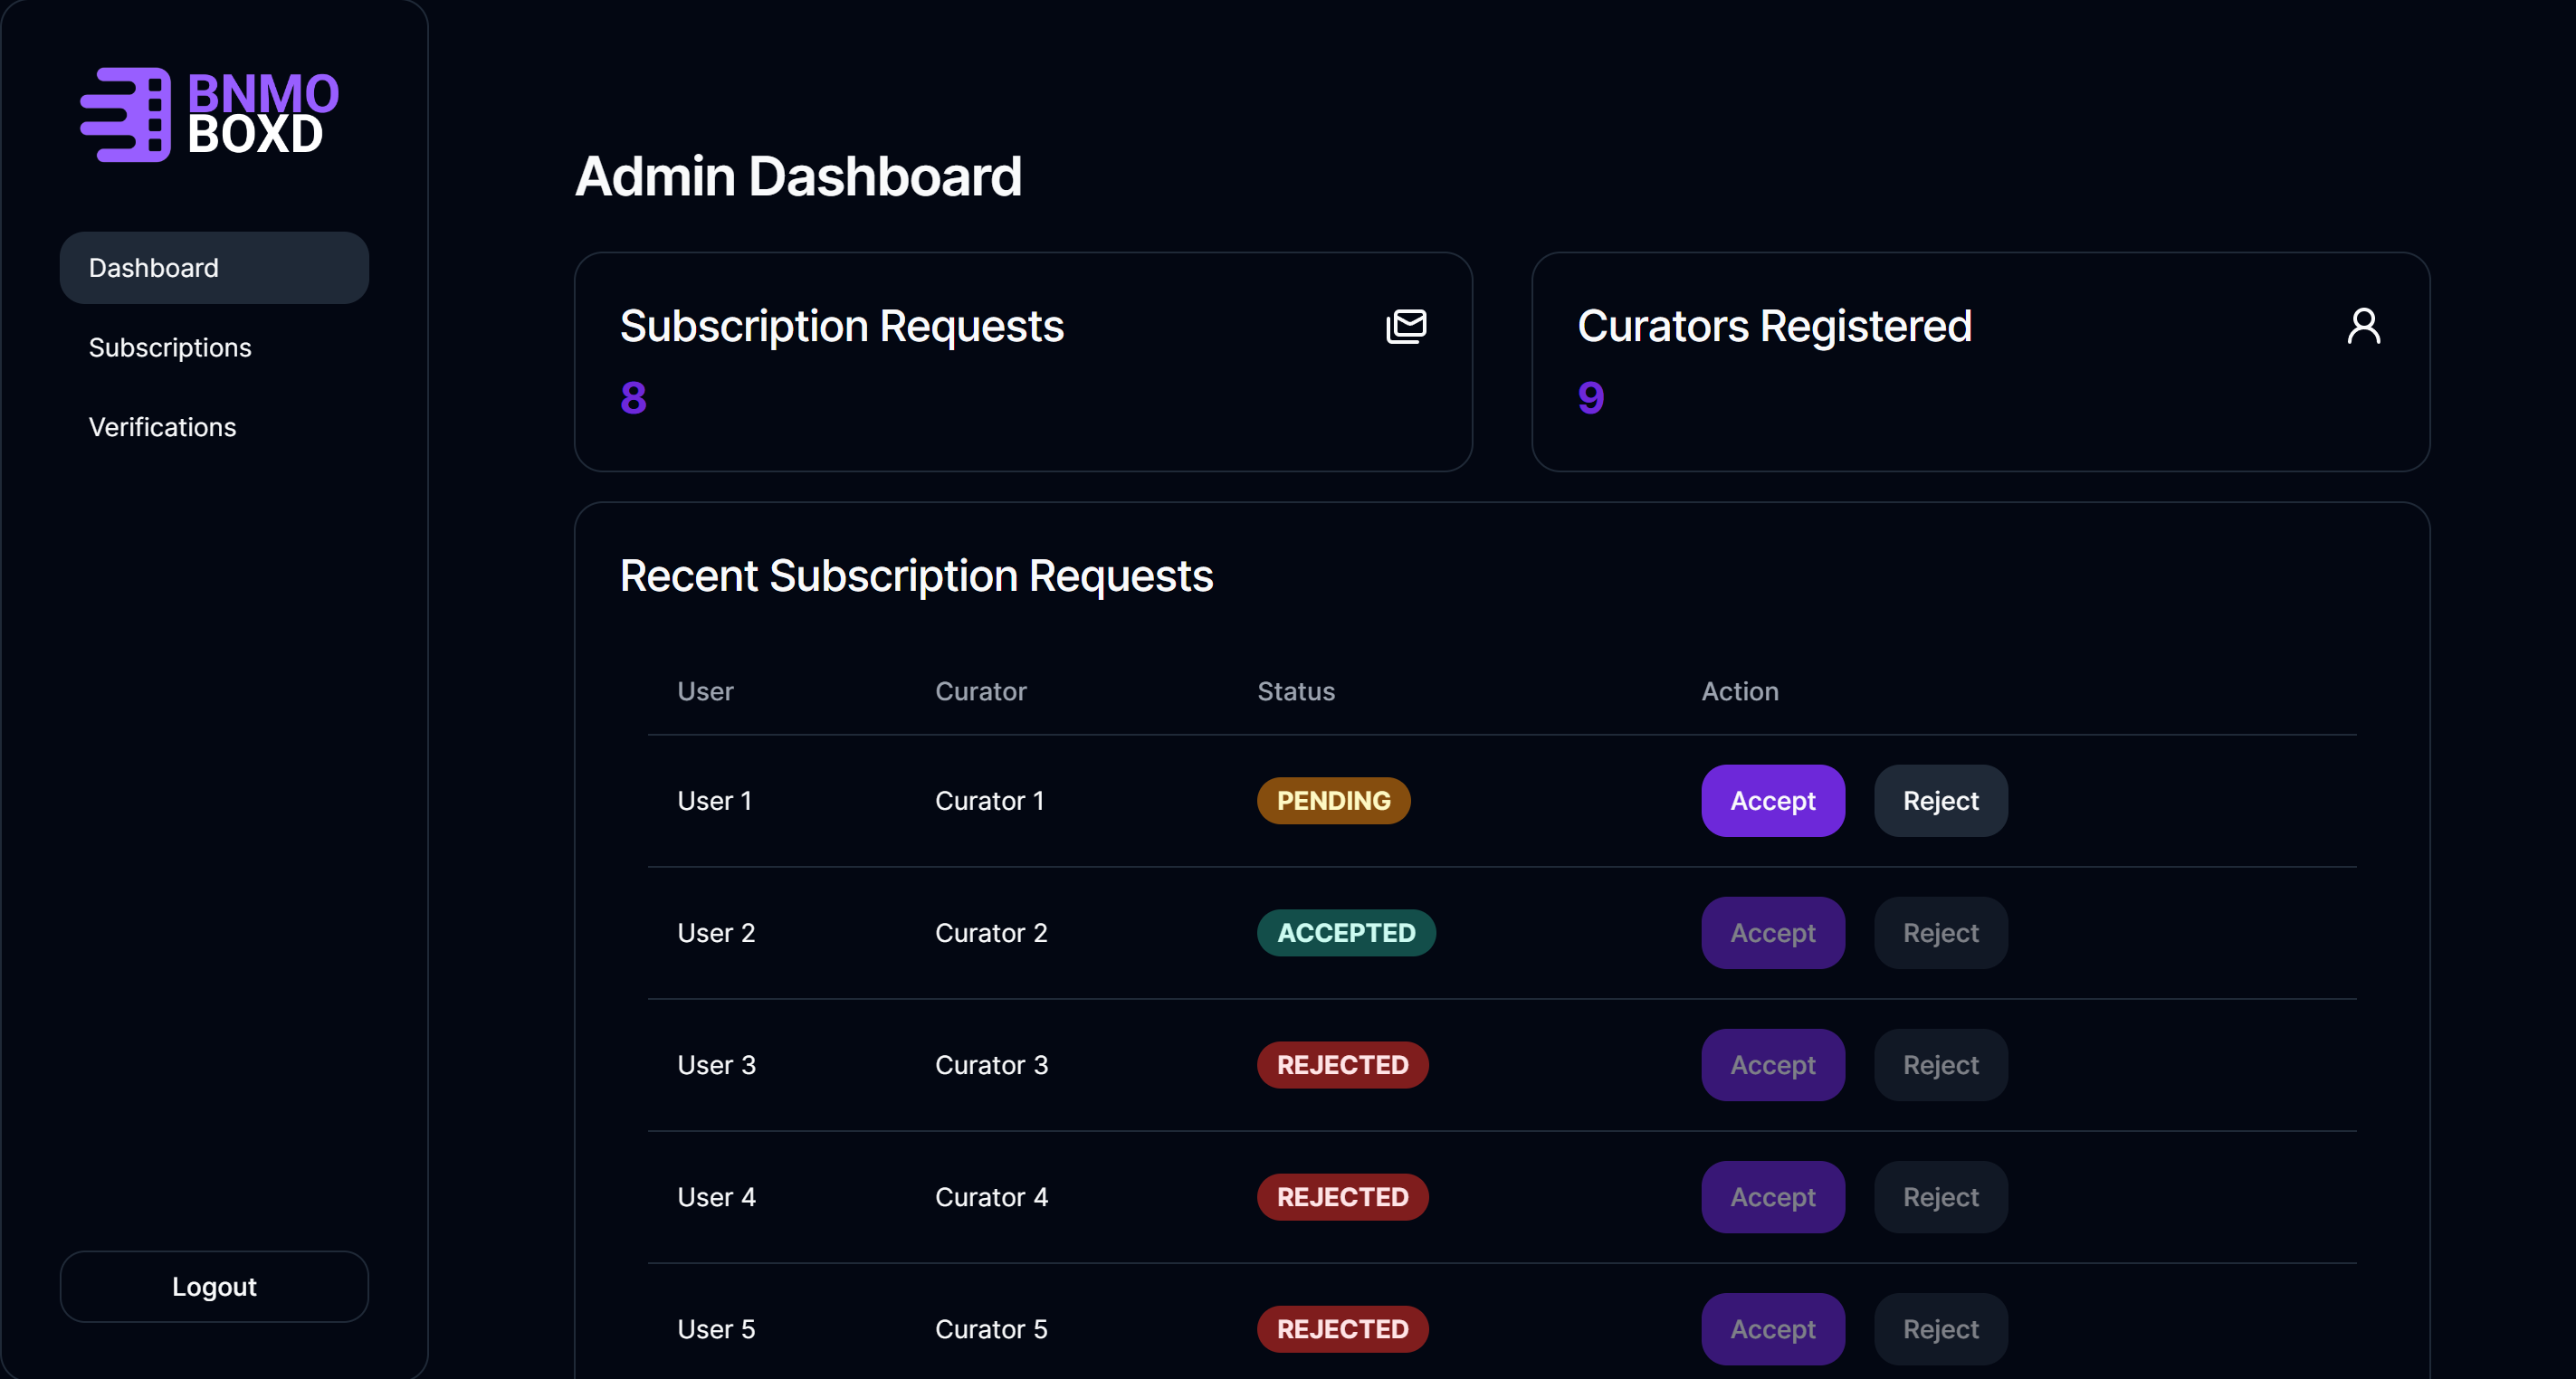 BNMO
BOXD
Dashboard
Subscriptions
Verifications
Logout
Admin Dashboard
Subscription Requests
8
Curators Registered
9
Recent Subscription Requests
User Curator Status Action
User 1 Curator 1 PENDING Accept Reject
User 2 Curator 2 ACCEPTED Accept Reject
User 3 Curator 3 REJECTED Accept Reject
User 4 Curator 4 REJECTED Accept Reject
User 5 Curator 5 REJECTED Accept Reject